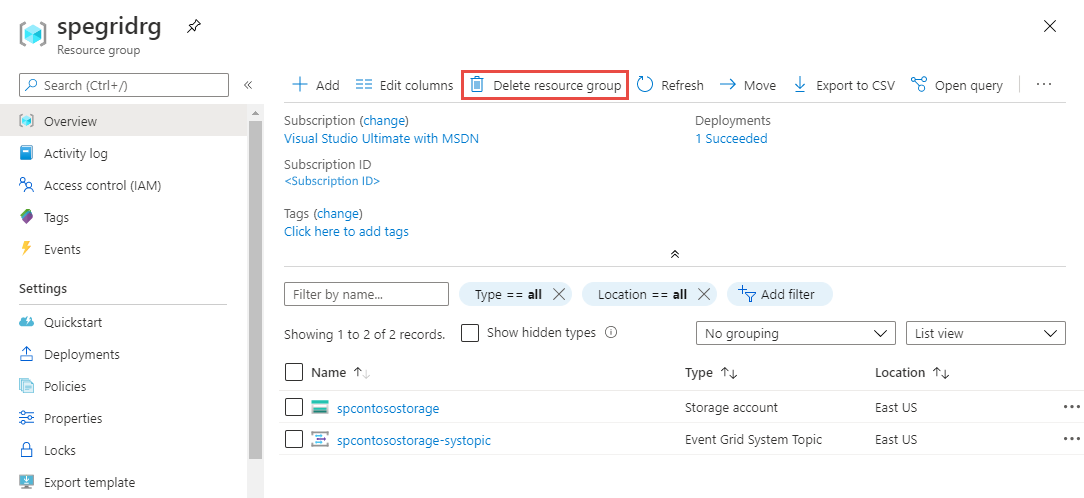 spegridrg
Resource group
Search (Ctrl+/)
Overview
Activity log
Access control (IAM)
Tags
Events
Settings
Quickstart
Deployments
Policies
Properties
Locks
Export template
Add Edit columns Delete resource group Refresh Move Export to CSV Open query
Subscription (change)
Visual Studio Ultimate with MSDN
Subscription ID
<Subscription ID>
Tags (change)
Click here to add tags
Deployments
1 Succeeded
Filter by name... Type == all Location == all Add filter
Showing 1 to 2 of 2 records. Show hidden types No grouping List view
Name Type Location
spcontosostorage Storage account East US
spcontosostorage-systopic Event Grid System Topic East US